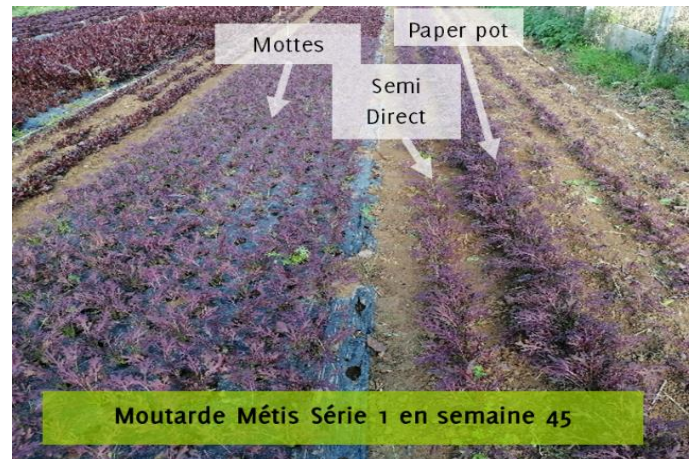 Mottes
Paper pot
Semi
Direct
Moutarde Métis Série 1 en semaine 45